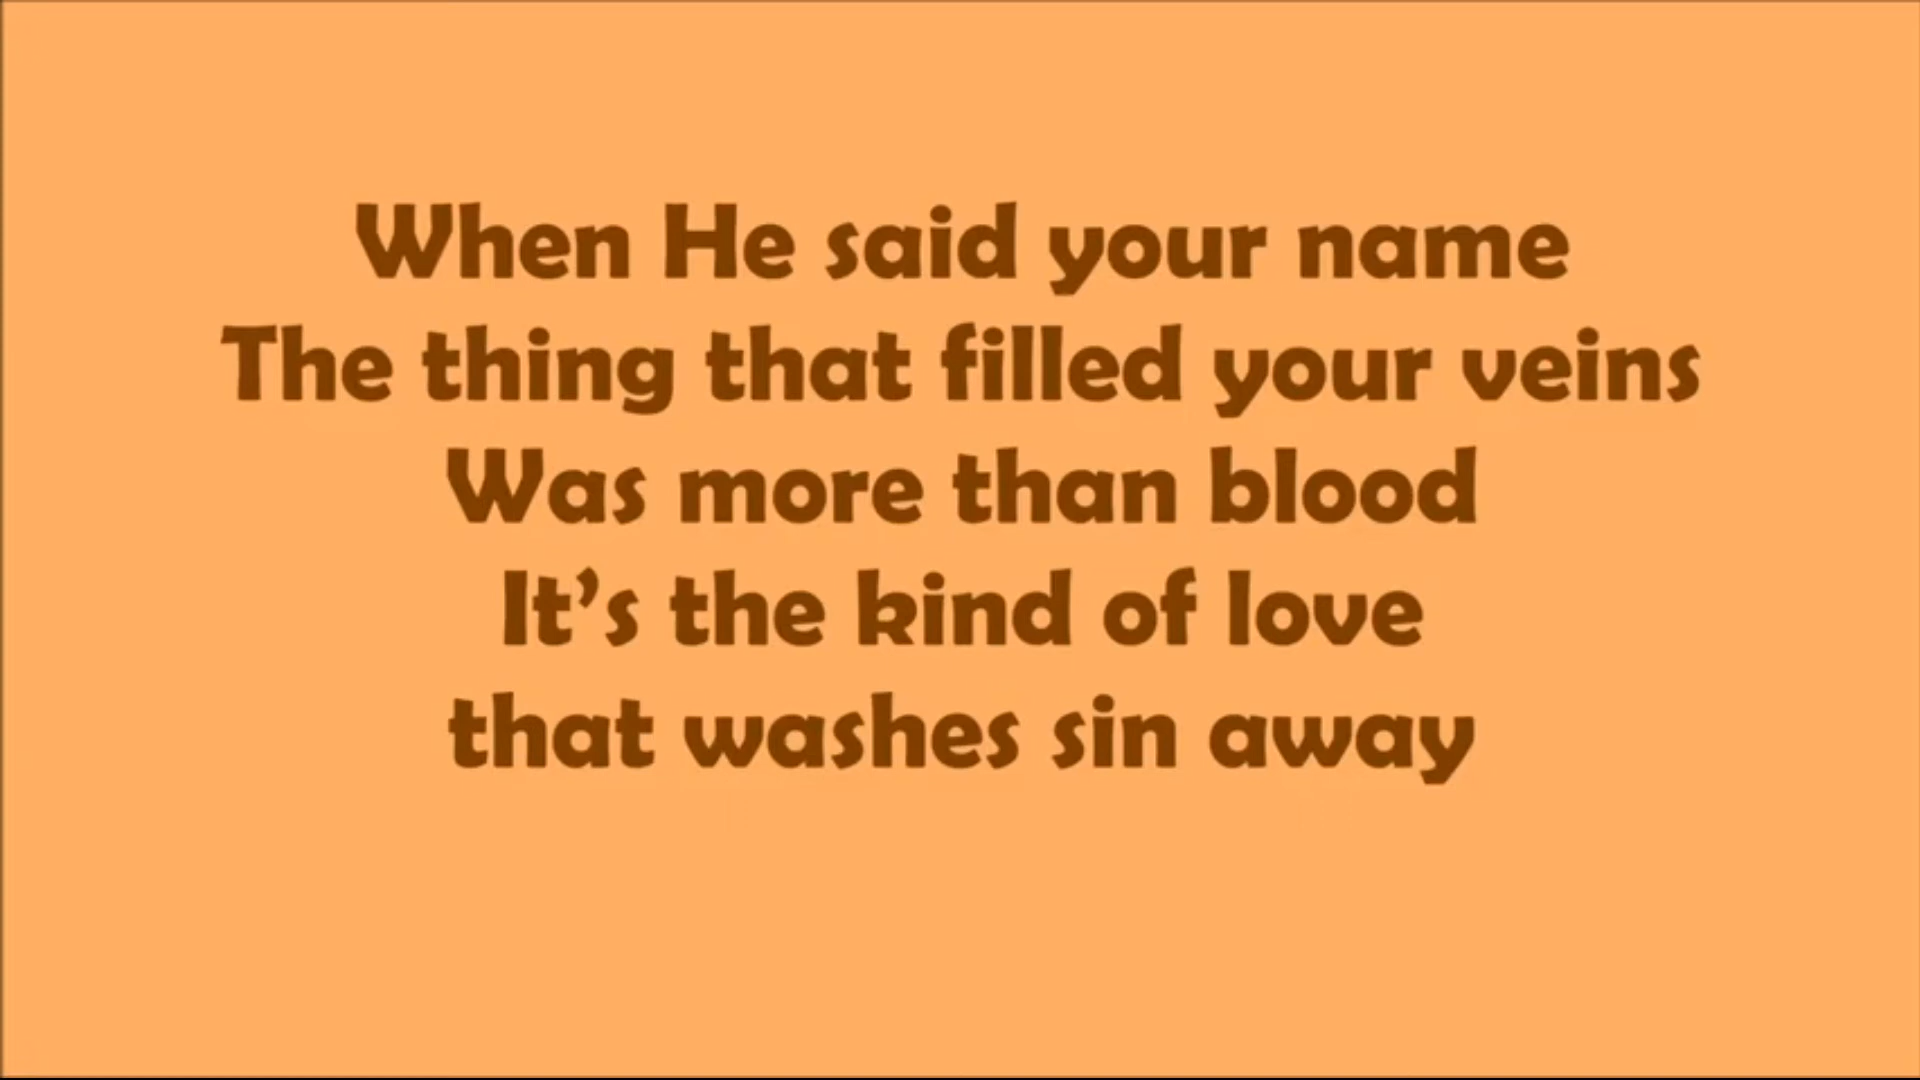 When He said your name
The thing that filled your veins
Was more than blood
It’s the kind of love
that washes sin away